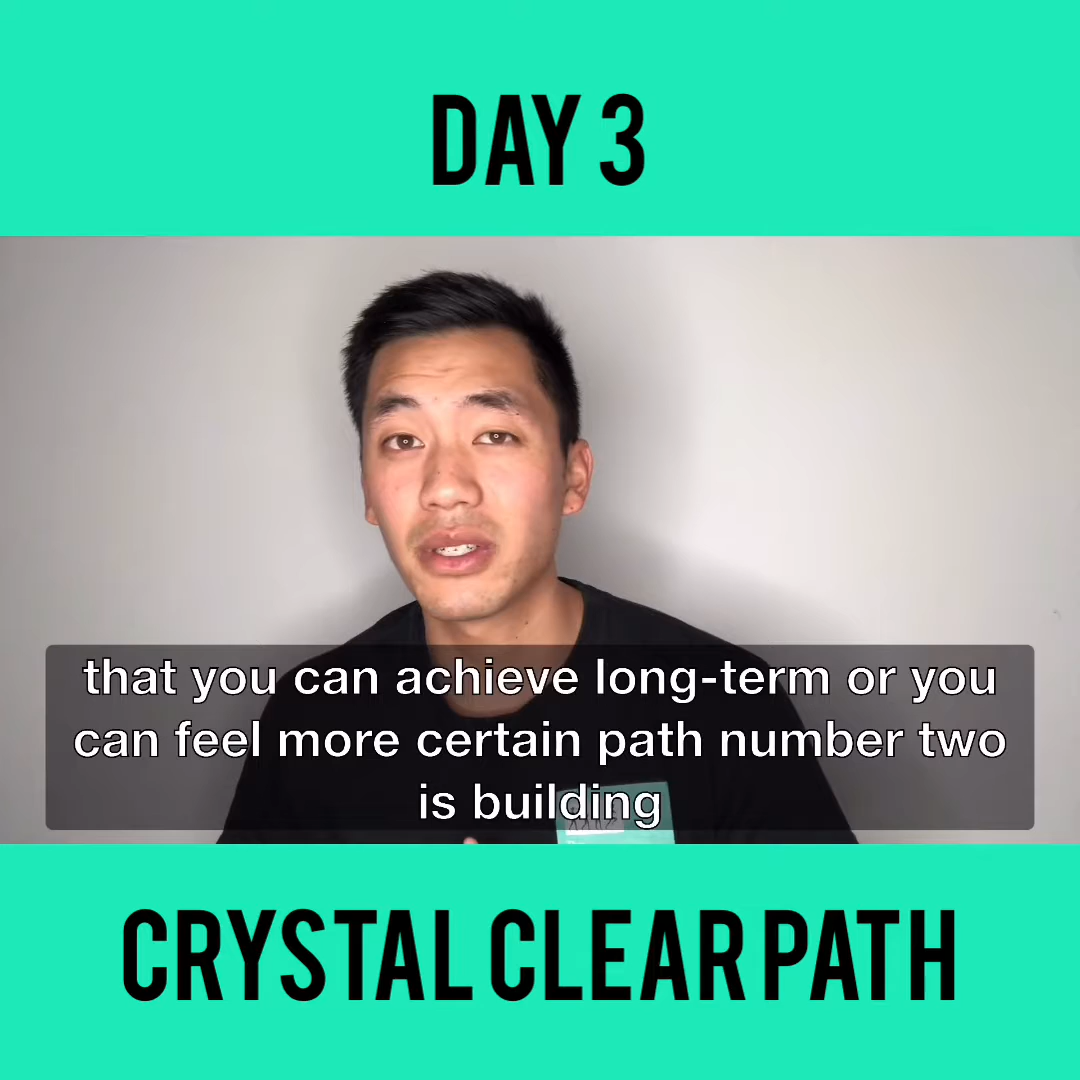 DAY 3
that you can achieve long-term or you
can feel more certain path number two
is building
CRYSTAL CLEAR PATH